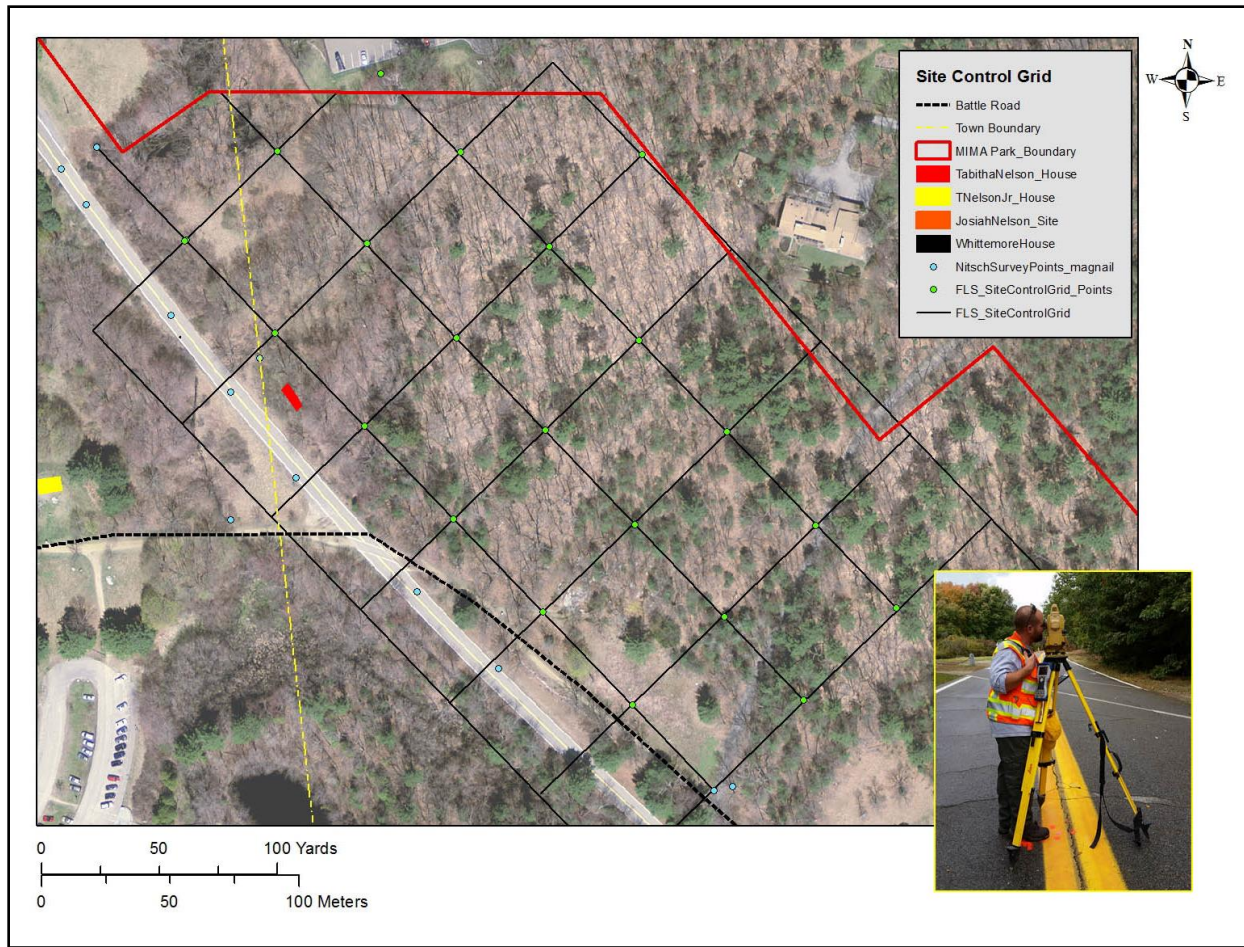 N
W E
S
Site Control Grid
Battle Road
Town Boundary
MIMA Park_Boundary
TabithaNelson_House
TNelsonJr_House
JosiahNelson_Site
WhittemoreHouse
NitschSurveyPoints_magnail
FLS_SiteControlGrid_Points
FLS_SiteControlGrid
0 50 100 Yards
0 50 100 Meters